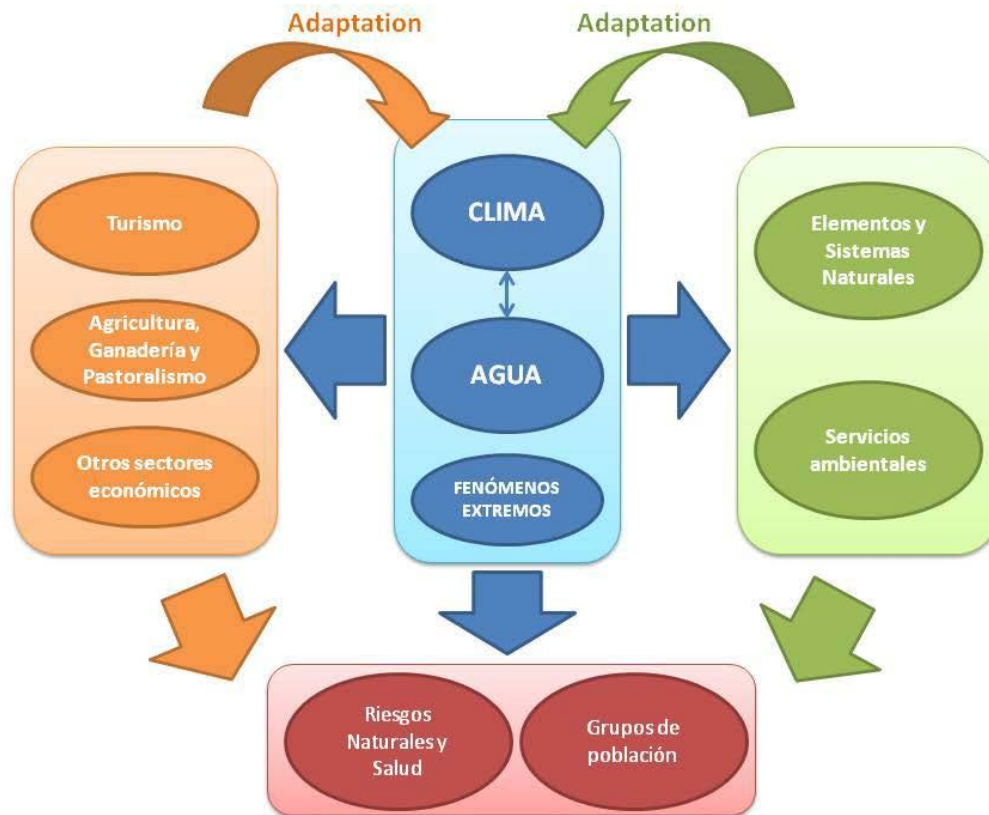 Adaptation
Adaptation
Turismo
Agricultura,
Ganadería y
Pastoralismo
Otros sectores
económicos
CLIMA
AGUA
FENÓMENOS
EXTREMOS
Elementos y
Sistemas
Naturales
Servicios
ambientales
Riesgos
Naturales y
Salud
Grupos de
población